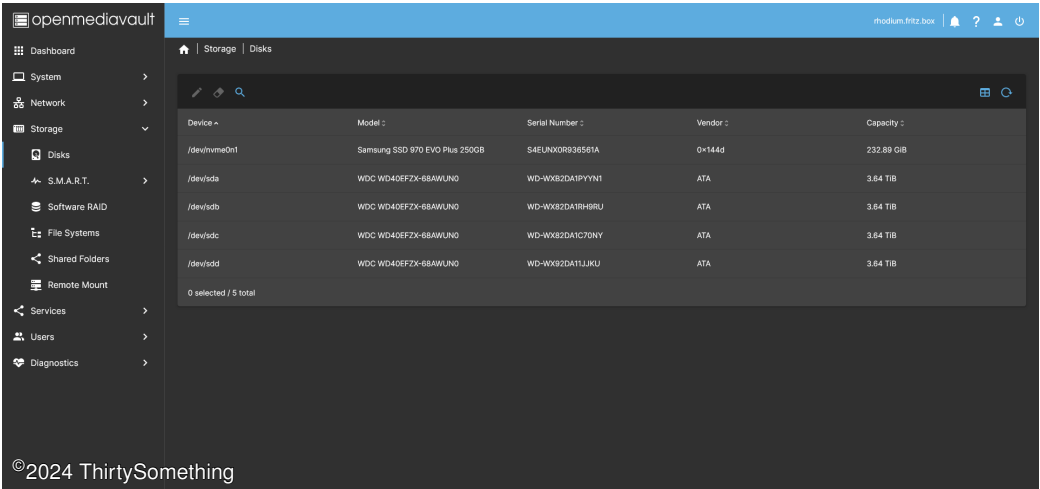 openmediavault
rhodium.fritz.box
Dashboard
System
Network
Storage
Disks
S.M.A.R.T.
Software RAID
File Systems
Shared Folders
Remote Mount
Services
Users
Diagnostics
Storage | Disks
Device Model Serial Number Vendor Capacity
/dev/nvme0n1 Samsung SSD 970 EVO Plus 250GB S4EUNX0R936561A 0x144d 232.89 GiB
/dev/sda WDC WD40EFZX-68AWUN0 WD-WXB2DA1PYYN1 ATA 3.64 TiB
/dev/sdb WDC WD40EFZX-68AWUN0 WD-WX82DA1RH9RU ATA 3.64 TiB
/dev/sdc WDC WD40EFZX-68AWUN0 WD-WX82DA1C70NY ATA 3.64 TiB
/dev/sdd WDC WD40EFZX-68AWUN0 WD-WX92DA11JJKU ATA 3.64 TiB
0 selected / 5 total
©2024 ThirtySomething